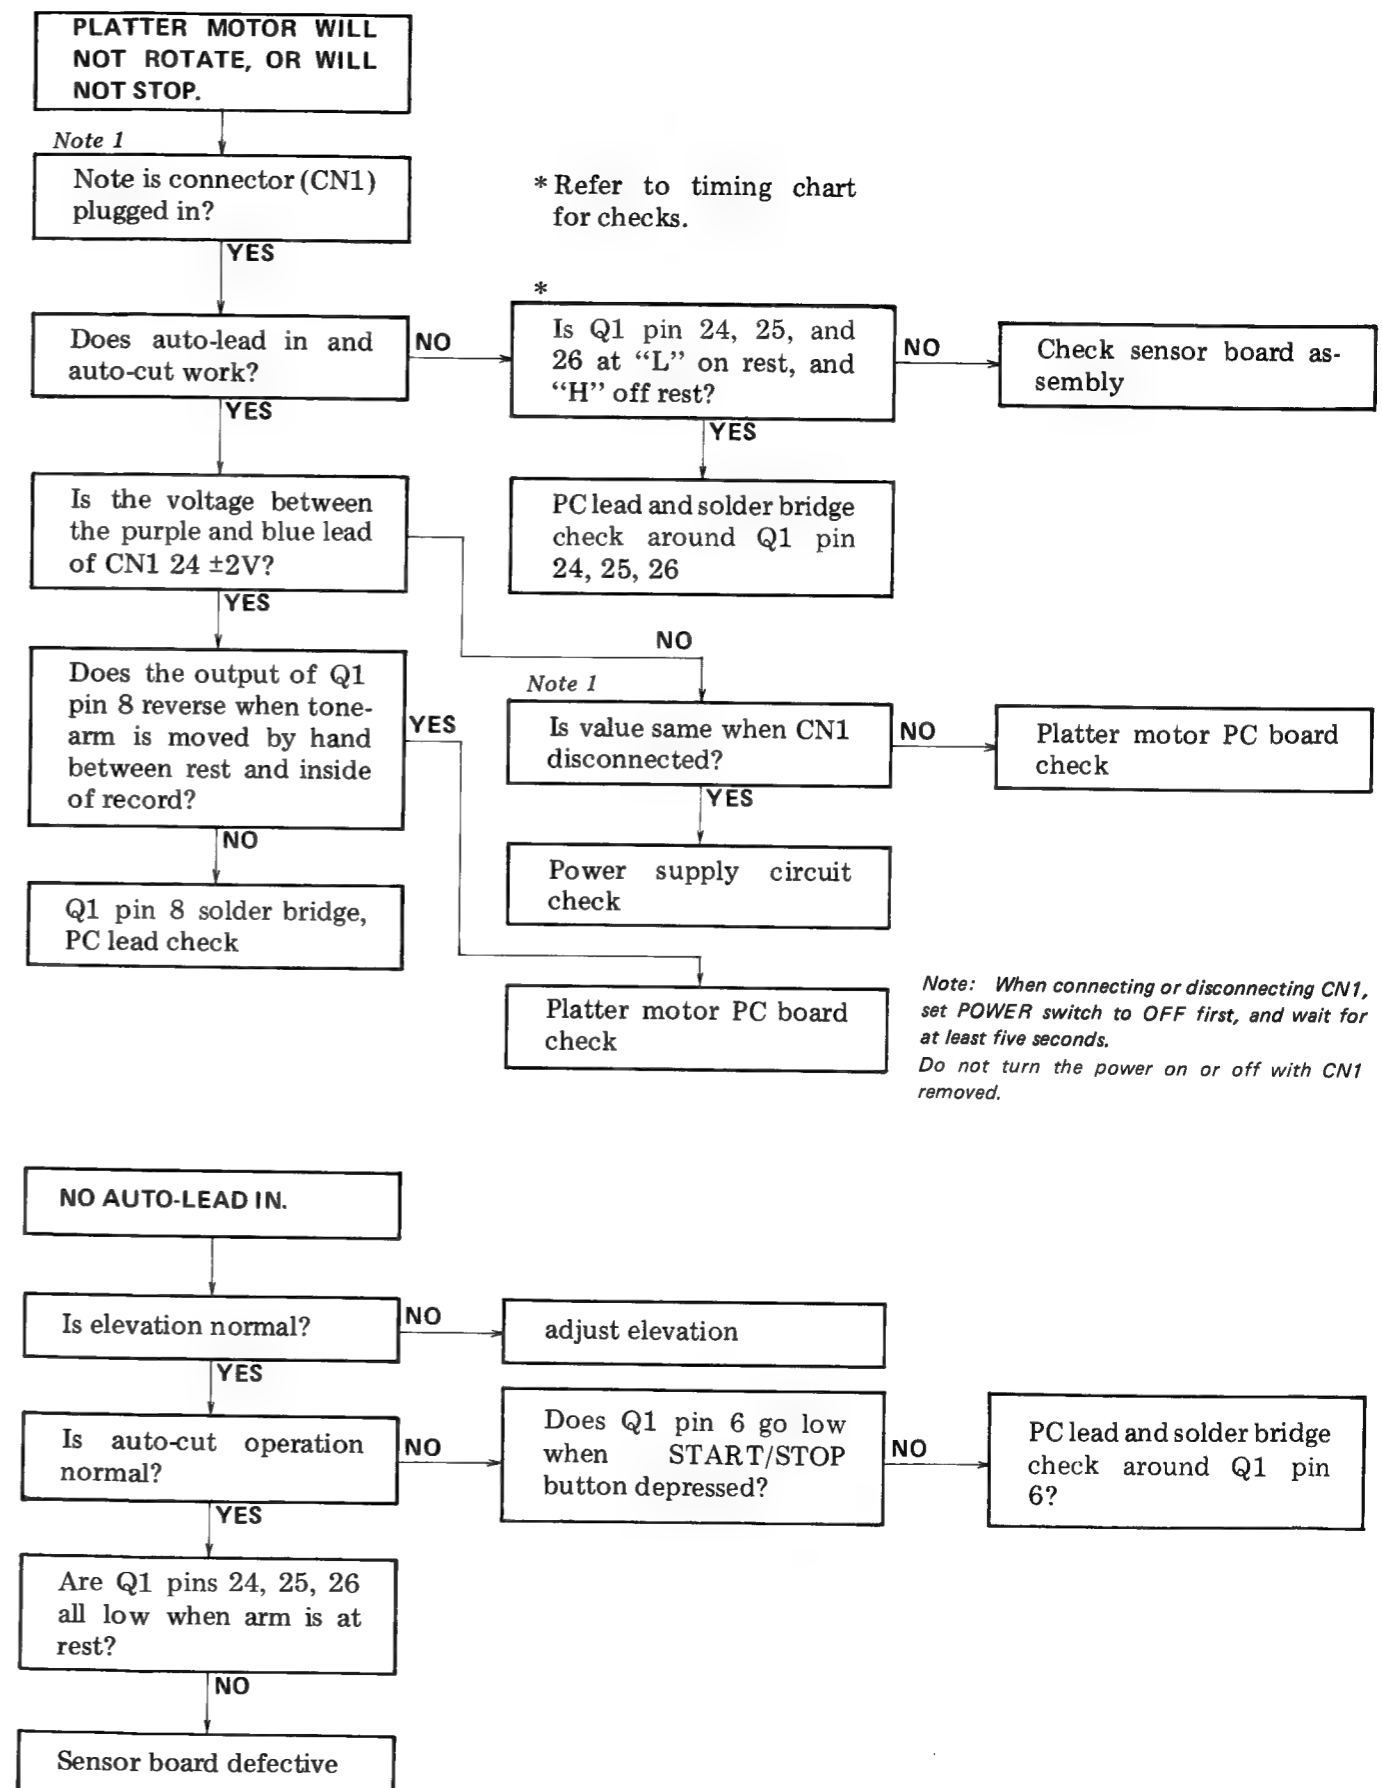 PLATTER MOTOR WILL
NOT ROTATE, OR WILL
NOT STOP.
Note 1
Note is connector (CN1)
plugged in?
* Refer to timing chart
for checks.
YES
Does auto-lead in and
auto-cut work?
NO
*
Is Q1 pin 24, 25, and
26 at “L” on rest, and
“H” off rest?
NO
Check sensor board as-
sembly
YES
YES
Is the voltage between
the purple and blue lead
of CN1 24 ±2V?
PC lead and solder bridge
check around Q1 pin
24, 25, 26
YES
NO
Does the output of Q1
pin 8 reverse when tone-
arm is moved by hand
between rest and inside
of record?
YES
Note 1
Is value same when CN1
disconnected?
NO
Platter motor PC board
check
YES
NO
Power supply circuit
check
Q1 pin 8 solder bridge,
PC lead check
Platter motor PC board
check
Note: When connecting or disconnecting CN1,
set POWER switch to OFF first, and wait for
at least five seconds.
Do not turn the power on or off with CN1
removed.
NO AUTO-LEAD IN.
Is elevation normal?
NO
adjust elevation
YES
Is auto-cut operation
normal?
NO
Does Q1 pin 6 go low
when START/STOP
button depressed?
NO
PC lead and solder bridge
check around Q1 pin
6?
YES
Are Q1 pins 24, 25, 26
all low when arm is at
rest?
NO
Sensor board defective